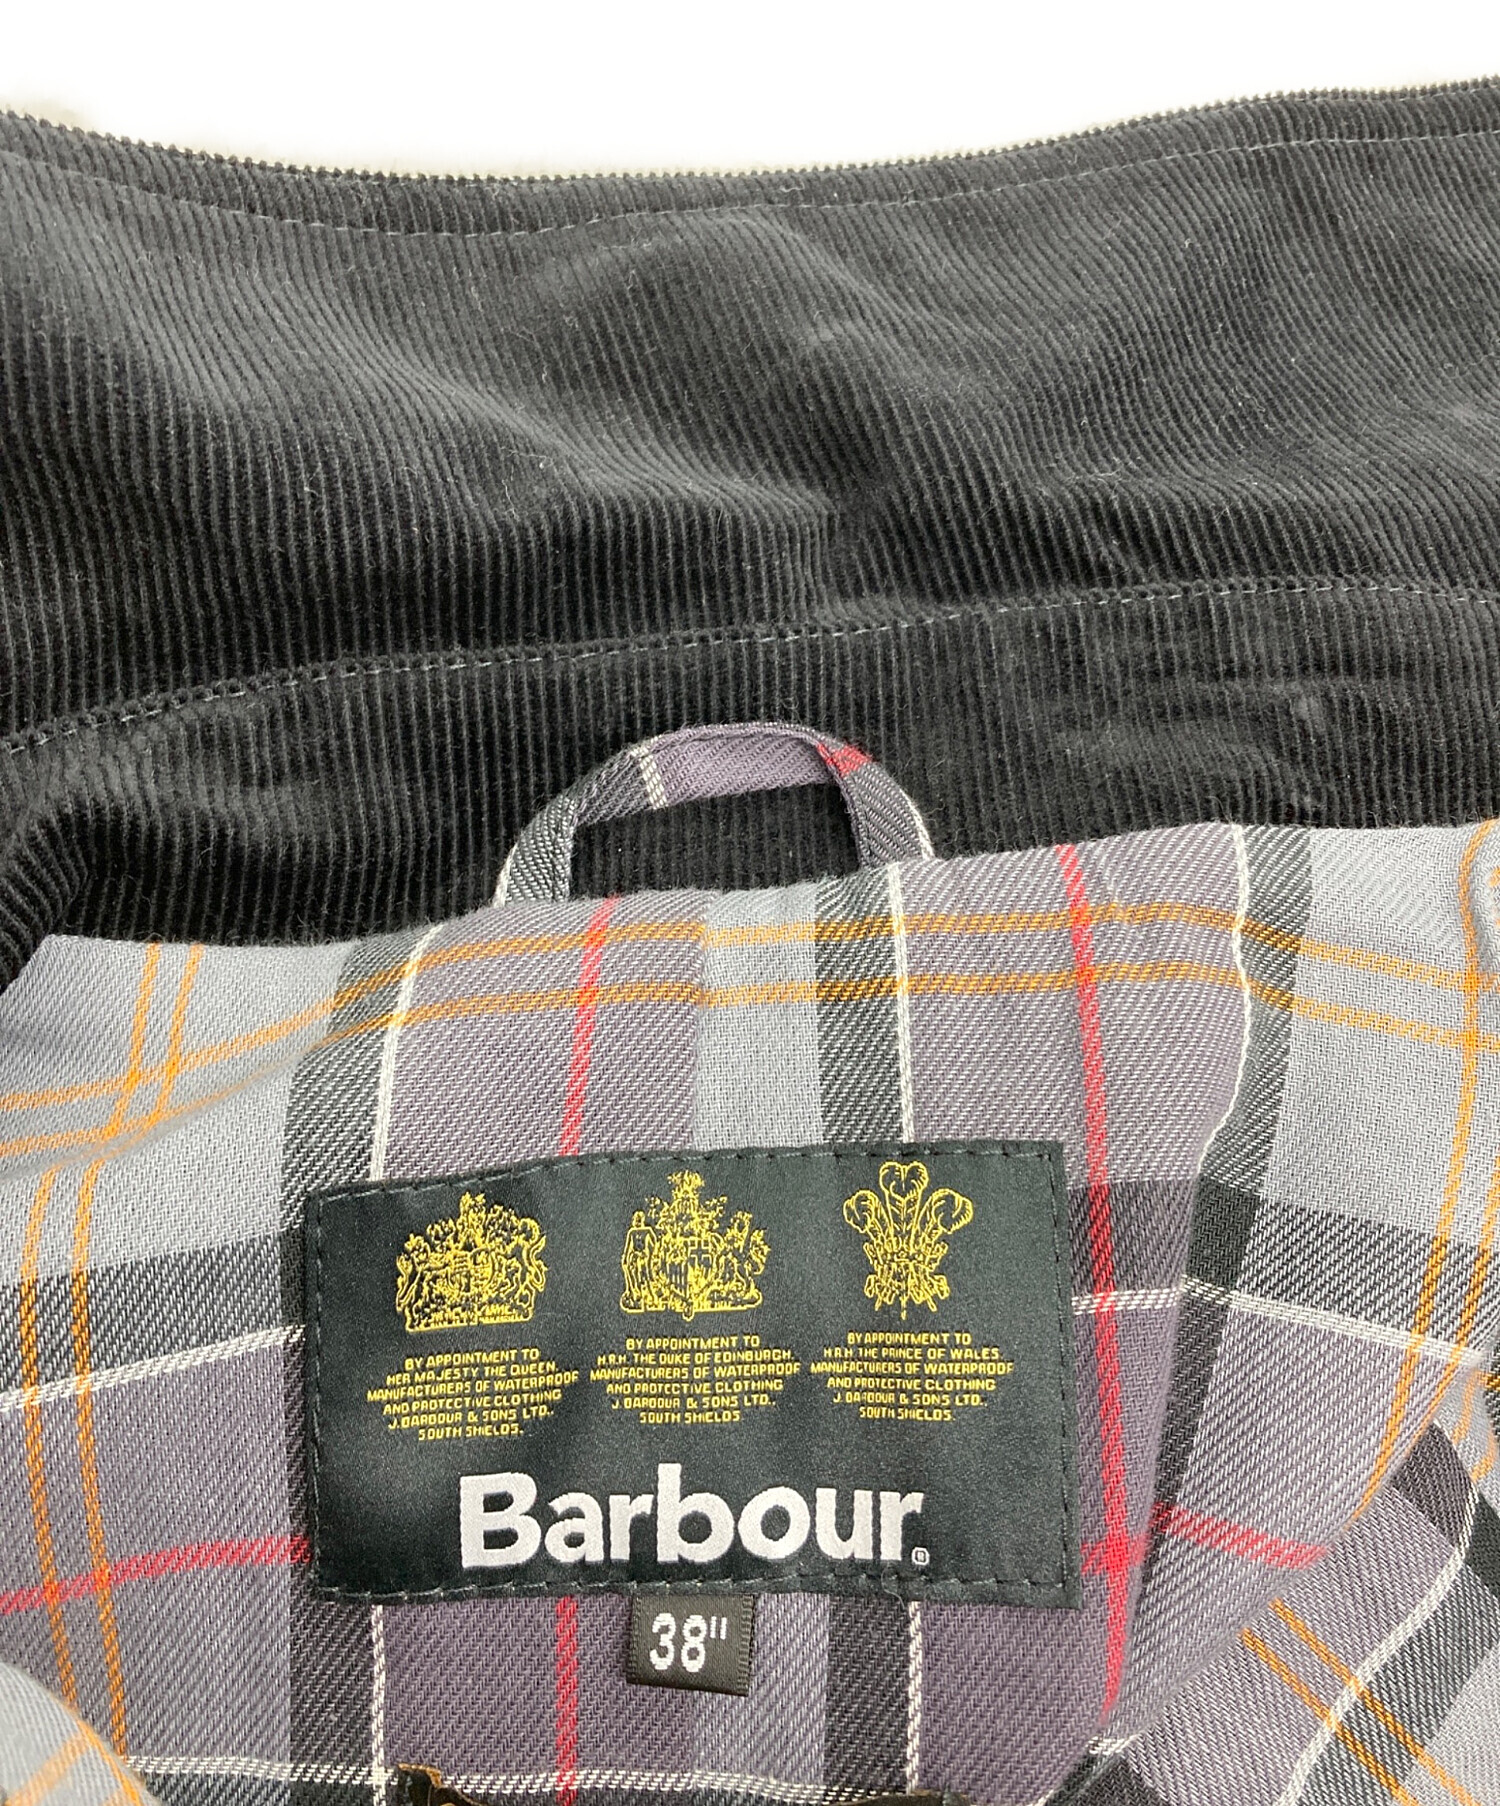 BY APPOINTMENT TO
HER MAJESTY THE QUEEN.
MANUFACTURERS OF WATERPROOF
AND PROTECTIVE CLOTHING
J. BARBOUR & SONS LTD.,
SOUTH SHIELDS.
BY APPOINTMENT TO
H.R.H. THE DUKE OF EDINBURGH.
MANUFACTURERS OF WATERPROOF
AND PROTECTIVE CLOTHING
J. BARBOUR & SONS LTD.,
SOUTH SHIELDS
BY APPOINTMENT TO
H.R.H THE PRINCE OF WALES
MANUFACTURERS OF WATERPROOF
AND PROTECTIVE CLOTHING
J. BARBOUR & SONS LTD.,
SOUTH SHIELDS.
Barbour®
38"